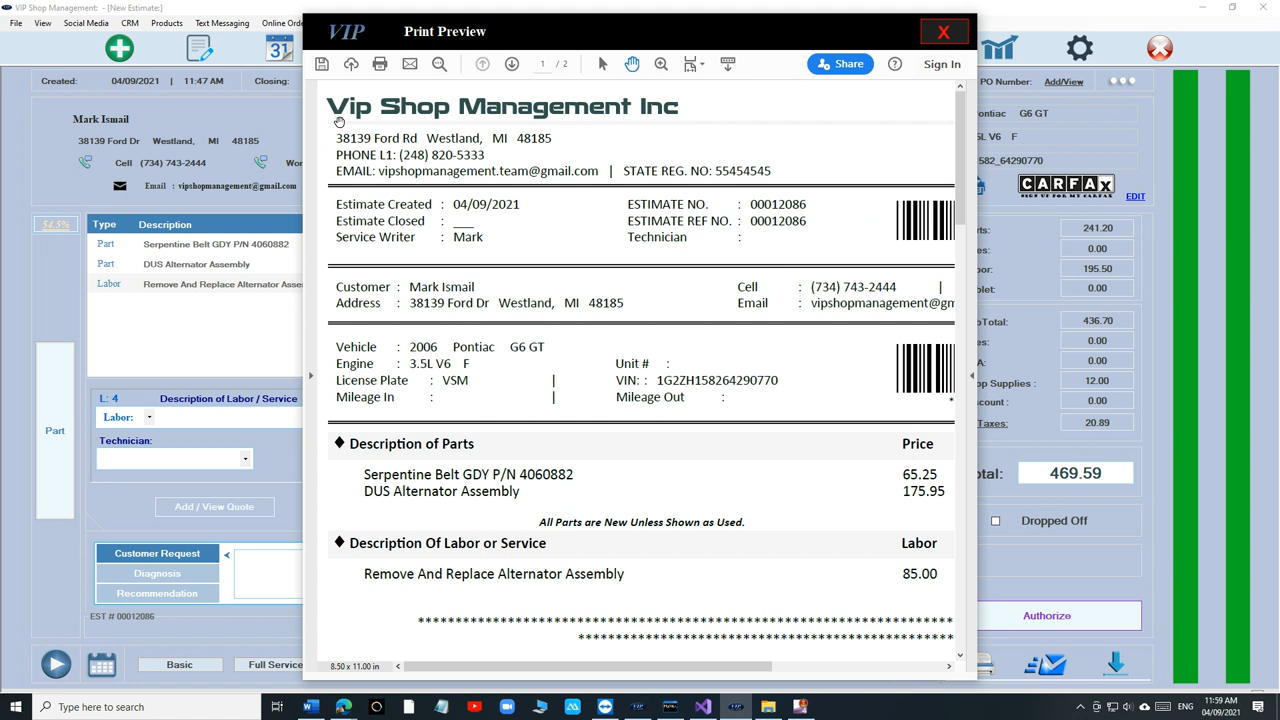 VIP Shop Management: - [New Estimate:]
File View Social Media CRM Products Text Managing Online
VIP Print Preview X
31
1 / 2 Share Sign In
Created: 04/09/2021 | 11:47 AM Closing:
PO Number: Add/View
Mark Ismail
38139 Ford Dr Westland, MI 48185
Cell (734) 743-2444
Email : vipshopmanagement@gmail.com
G6 GT
V6 F
582_64290770
CARFAX
EDIT
Vip Shop Management Inc
38139 Ford Rd Westland, MI 48185
PHONE L1: (248) 820-5333
EMAIL: vipshopmanagement.team@gmail.com | STATE REG. NO: 55454545
Estimate Created : 04/09/2021 ESTIMATE NO. : 00012086
Estimate Closed : ___ ESTIMATE REF NO. : 00012086
Service Writer : Mark Technician :
Customer : Mark Ismail Cell : (734) 743-2444 |
Address : 38139 Ford Dr Westland, MI 48185 Email : vipshopmanagement@gm
Vehicle : 2006 Pontiac G6 GT
Engine : 3.5L V6 F Unit # :
License Plate : VSM | VIN: : 1G2ZH158264290770
Mileage In : | Mileage Out :
*
♦ Description of Parts Price
Serpentine Belt GDY P/N 4060882 65.25
DUS Alternator Assembly 175.95
All Parts are New Unless Shown as Used.
♦ Description Of Labor or Service Labor
Remove And Replace Alternator Assembly 85.00
8.50 x 11.00 in
54.5% Type Description
Part Serpentine Belt GDY P/N 4060882
Part DUS Alternator Assembly
Labor Remove And Replace Alternator Asse
Part
L: 4 Description of Labor / Service
Labor:
Technician:
Add / View Quote
Customer Request
Diagnosis
Recommendation
EST # 00012086
Basic Full Service
241.20
0.00
195.50
0.00
Total: 436.70
0.00
0.00
Supplies : 12.00
0.00
Taxes: 20.89
469.59
Dropped Off
Authorize
Type here to search
ENG 11:59 AM
04/09/2021